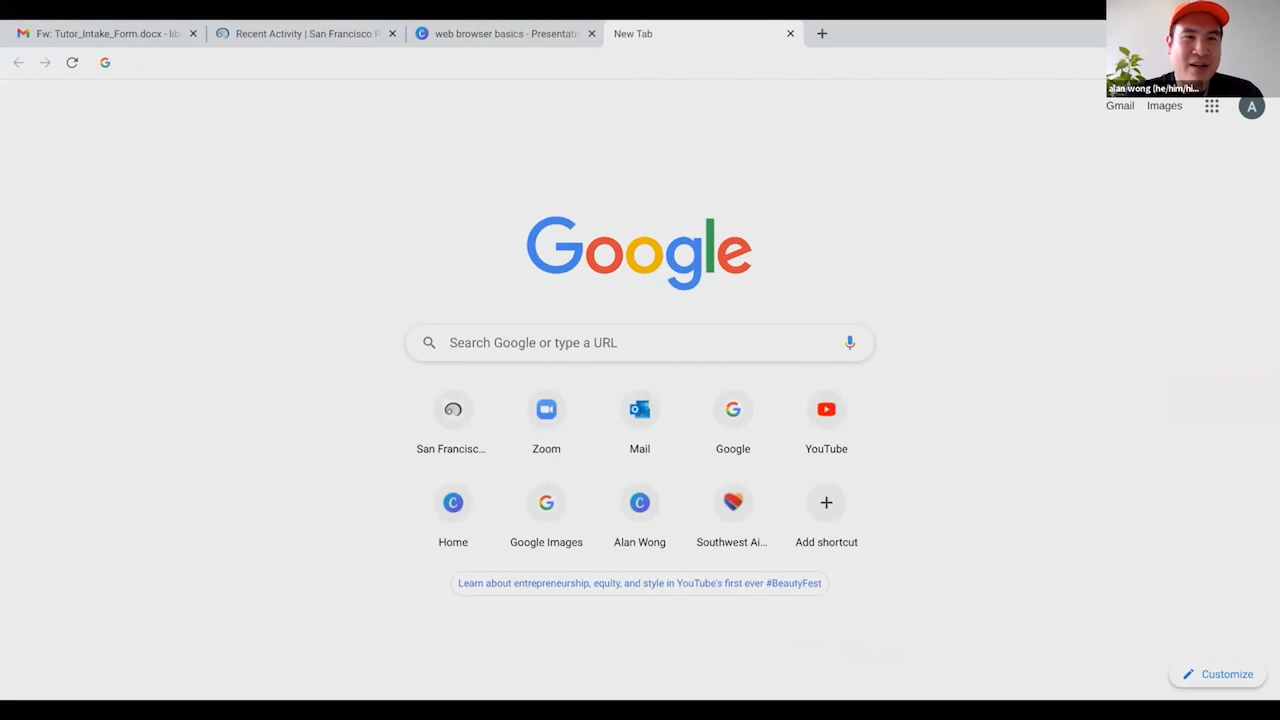 Fw: Tutor_Intake_Form.docx - lib
Recent Activity | San Francisco P
web browser basics - Presentatu
New Tab
alan wong (he/him/hi...
Gmail
Images
A
Google
Search Google or type a URL
San Francisc...
Zoom
Mail
Google
YouTube
Home
Google Images
Alan Wong
Southwest Ai...
Add shortcut
Learn about entrepreneurship, equity, and style in YouTube's first ever #BeautyFest
Customize